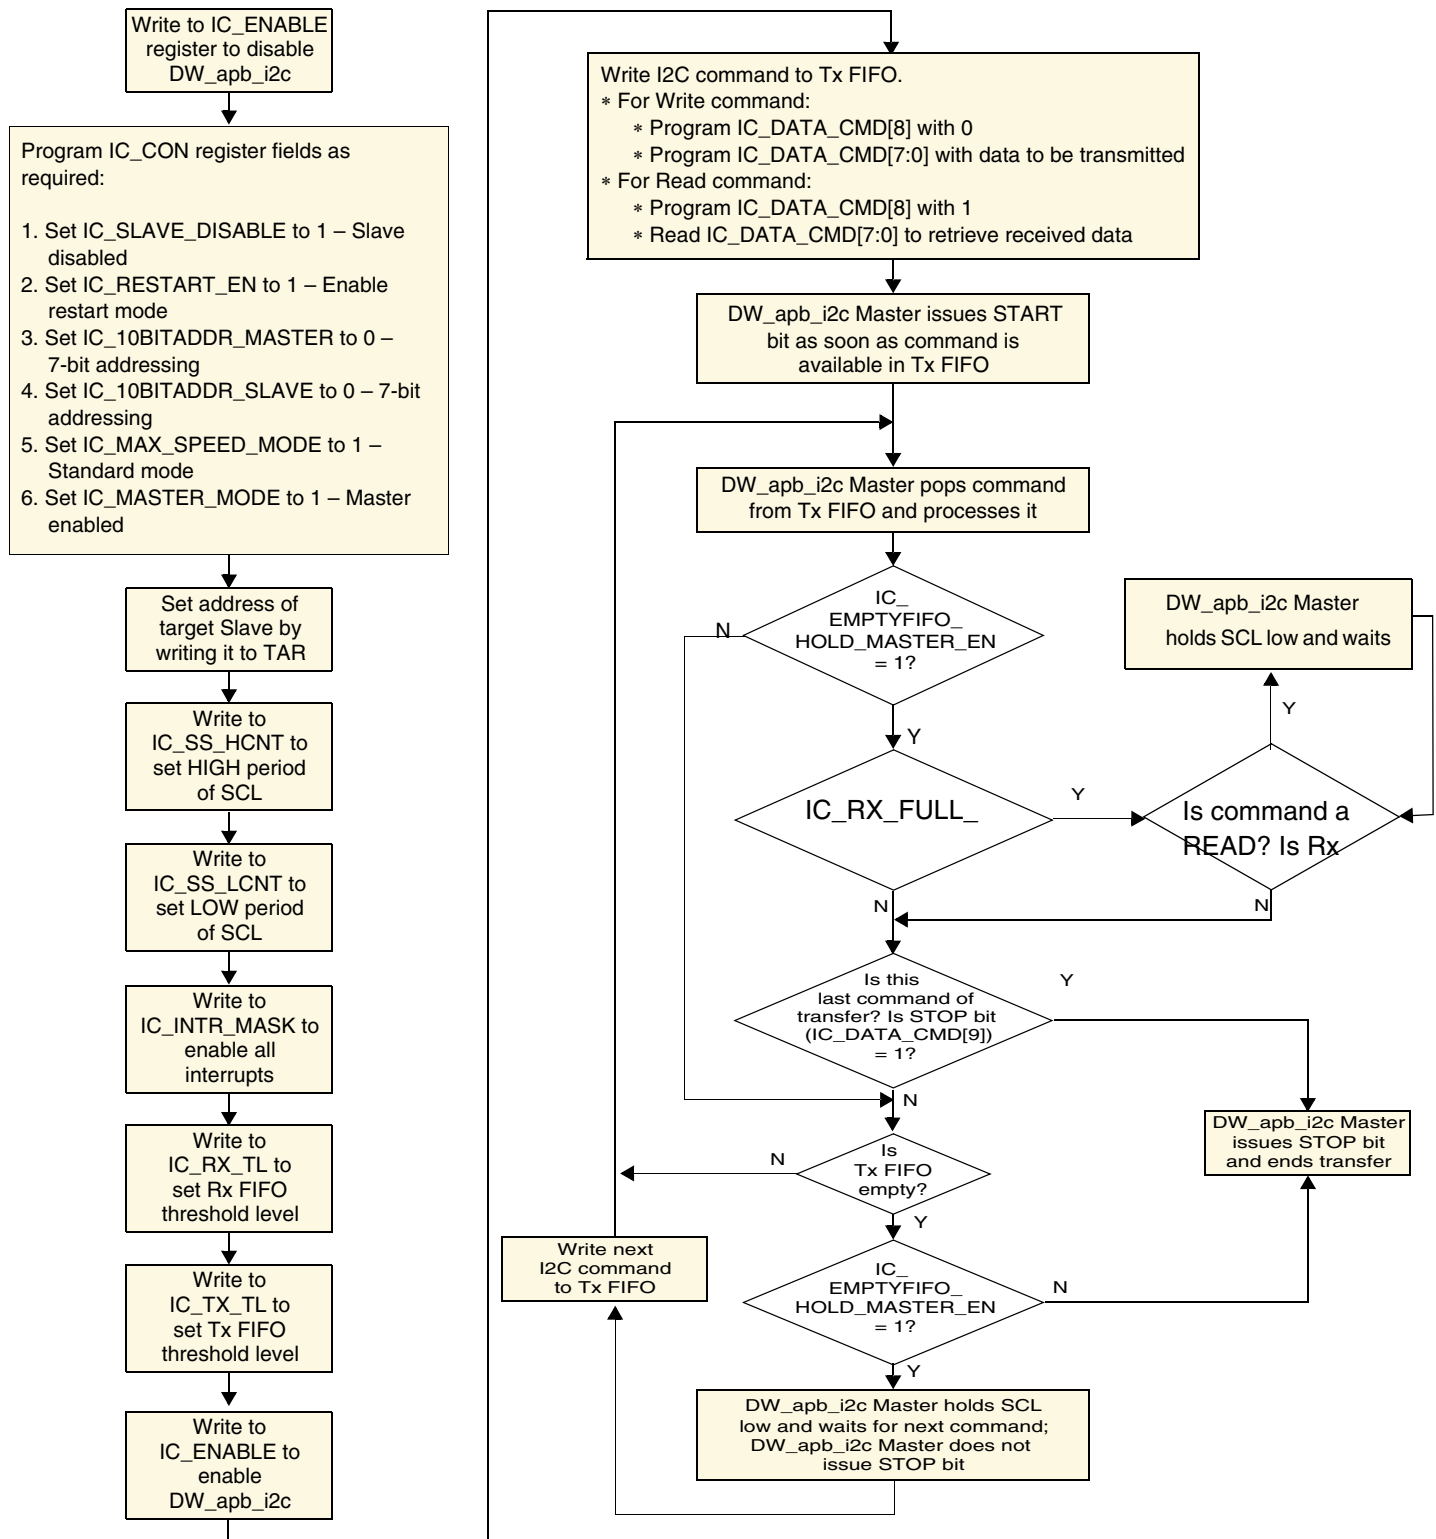 Write to IC_ENABLE
register to disable
DW_apb_i2c
Program IC_CON register fields as
required:
1. Set IC_SLAVE_DISABLE to 1 – Slave
disabled
2. Set IC_RESTART_EN to 1 – Enable
restart mode
3. Set IC_10BITADDR_MASTER to 0 –
7-bit addressing
4. Set IC_10BITADDR_SLAVE to 0 – 7-bit
addressing
5. Set IC_MAX_SPEED_MODE to 1 –
Standard mode
6. Set IC_MASTER_MODE to 1 – Master
enabled
Set address of
target Slave by
writing it to TAR
Write to
IC_SS_HCNT to
set HIGH period
of SCL
Write to
IC_SS_LCNT to
set LOW period
of SCL
Write to
IC_INTR_MASK to
enable all
interrupts
Write to
IC_RX_TL to
set Rx FIFO
threshold level
Write to
IC_TX_TL to
set Tx FIFO
threshold level
Write to
IC_ENABLE to
enable
DW_apb_i2c
Write I2C command to Tx FIFO.
* For Write command:
* Program IC_DATA_CMD[8] with 0
* Program IC_DATA_CMD[7:0] with data to be transmitted
* For Read command:
* Program IC_DATA_CMD[8] with 1
* Read IC_DATA_CMD[7:0] to retrieve received data
DW_apb_i2c Master issues START
bit as soon as command is
available in Tx FIFO
DW_apb_i2c Master pops command
from Tx FIFO and processes it
IC_
EMPTYFIFO_
HOLD_MASTER_EN
= 1?
N
Y
DW_apb_i2c Master
holds SCL low and waits
Y
IC_RX_FULL_
Y
Is command a
READ? Is Rx
N
N
Is this
last command of
transfer? Is STOP bit
(IC_DATA_CMD[9])
= 1?
Y
N
DW_apb_i2c Master
issues STOP bit
and ends transfer
Is
Tx FIFO
empty?
N
Y
Write next
I2C command
to Tx FIFO
IC_
EMPTYFIFO_
HOLD_MASTER_EN
= 1?
N
Y
DW_apb_i2c Master holds SCL
low and waits for next command;
DW_apb_i2c Master does not
issue STOP bit